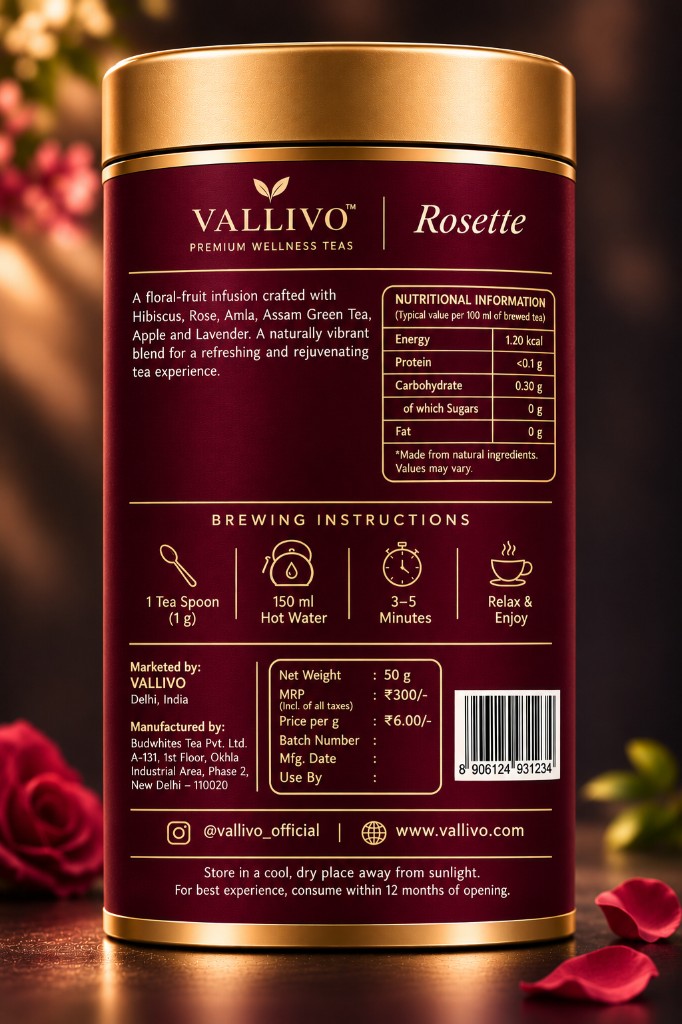 VALLIVO™
PREMIUM WELLNESS TEAS
Rosette
A floral-fruit infusion crafted with
Hibiscus, Rose, Amla, Assam Green Tea,
Apple and Lavender. A naturally vibrant
blend for a refreshing and rejuvenating
tea experience.
NUTRITIONAL INFORMATION
(Typical value per 100 ml of brewed tea)
Energy 1.20 kcal
Protein <0.1 g
Carbohydrate 0.30 g
of which Sugars 0 g
Fat 0 g
*Made from natural ingredients.
Values may vary.
BREWING INSTRUCTIONS
1 Tea Spoon
(1 g)
150 ml
Hot Water
3–5
Minutes
Relax &
Enjoy
Marketed by:
VALLIVO
Delhi, India
Manufactured by:
Budwhites Tea Pvt. Ltd.
A-131, 1st Floor, Okhla
Industrial Area, Phase 2,
New Delhi – 110020
Net Weight : 50 g
MRP : ₹300/-
(Incl. of all taxes)
Price per g : ₹6.00/-
Batch Number :
Mfg. Date :
Use By :
8 906124 931234
@vallivo_official
www.vallivo.com
Store in a cool, dry place away from sunlight.
For best experience, consume within 12 months of opening.